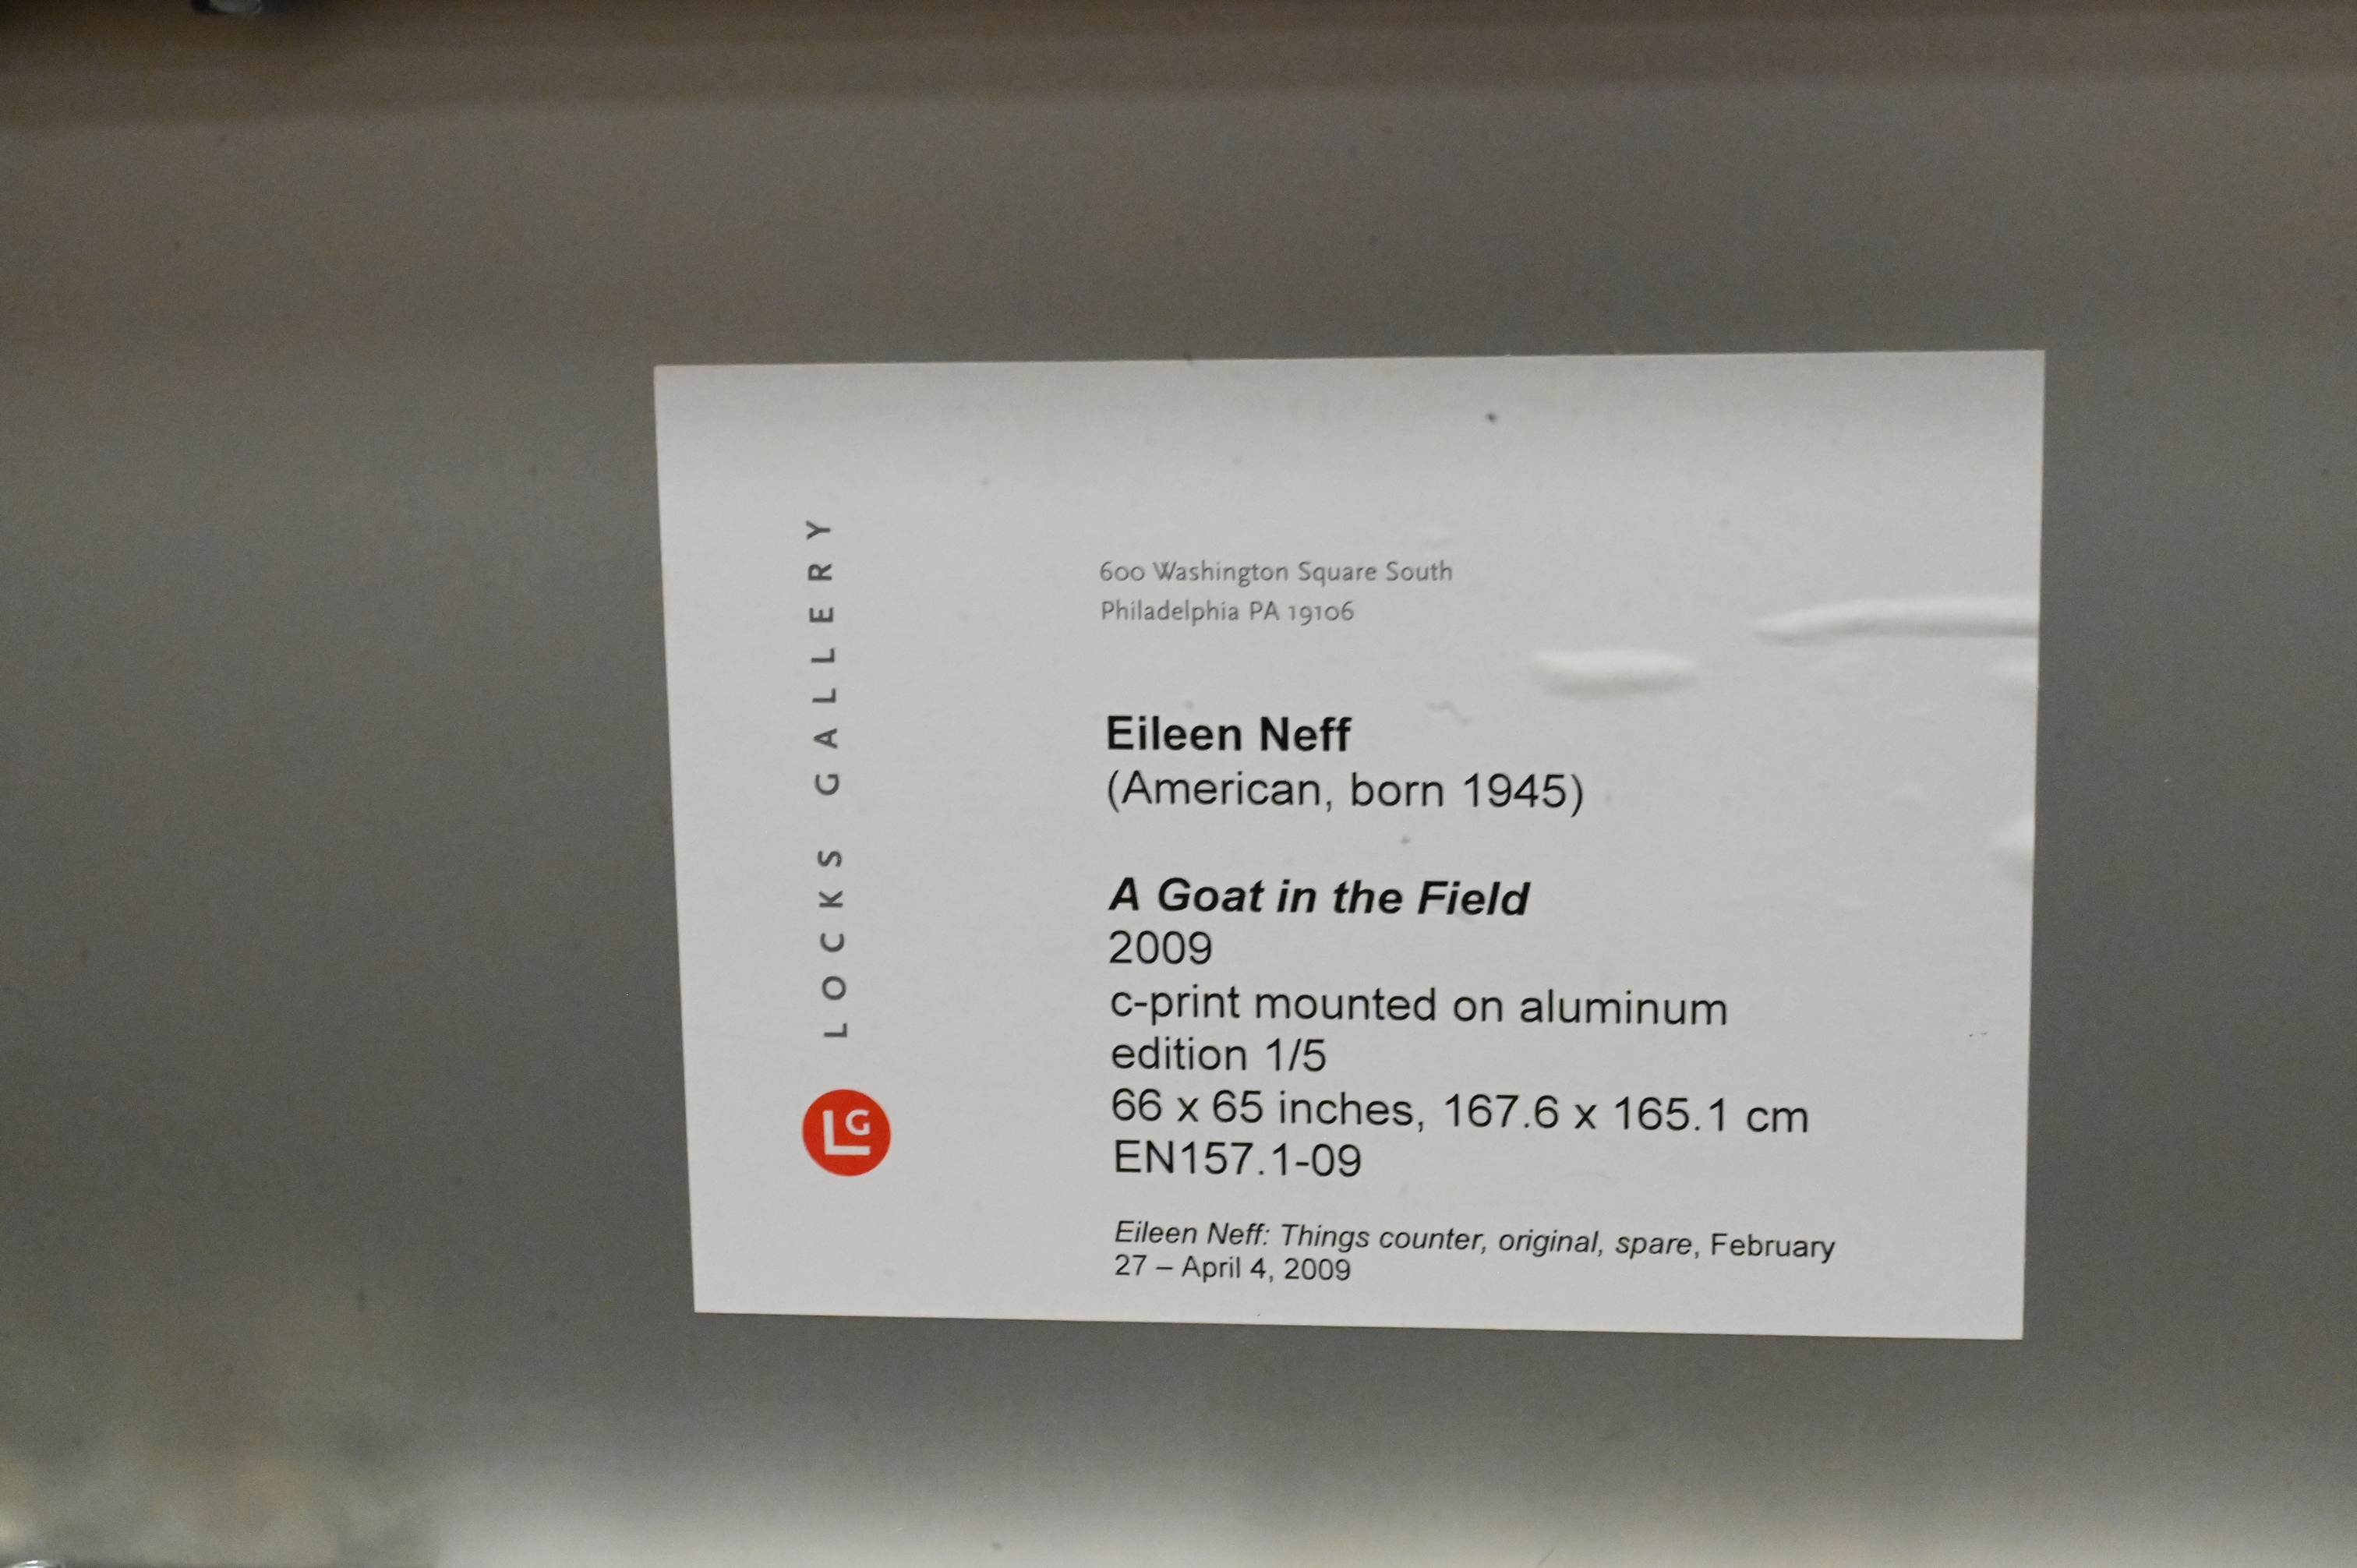 LOCKS GALLERY
LG
600 Washington Square South
Philadelphia PA 19106
Eileen Neff
(American, born 1945)
A Goat in the Field
2009
c-print mounted on aluminum
edition 1/5
66 x 65 inches, 167.6 x 165.1 cm
EN157.1-09
Eileen Neff: Things counter, original, spare, February
27 – April 4, 2009